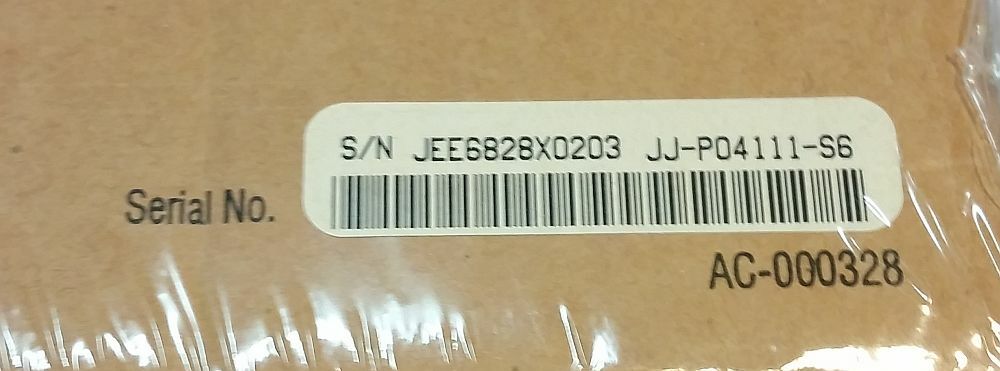 S/N JEE6828X0203 JJ-P04111-S6
Serial No.
AC-000328